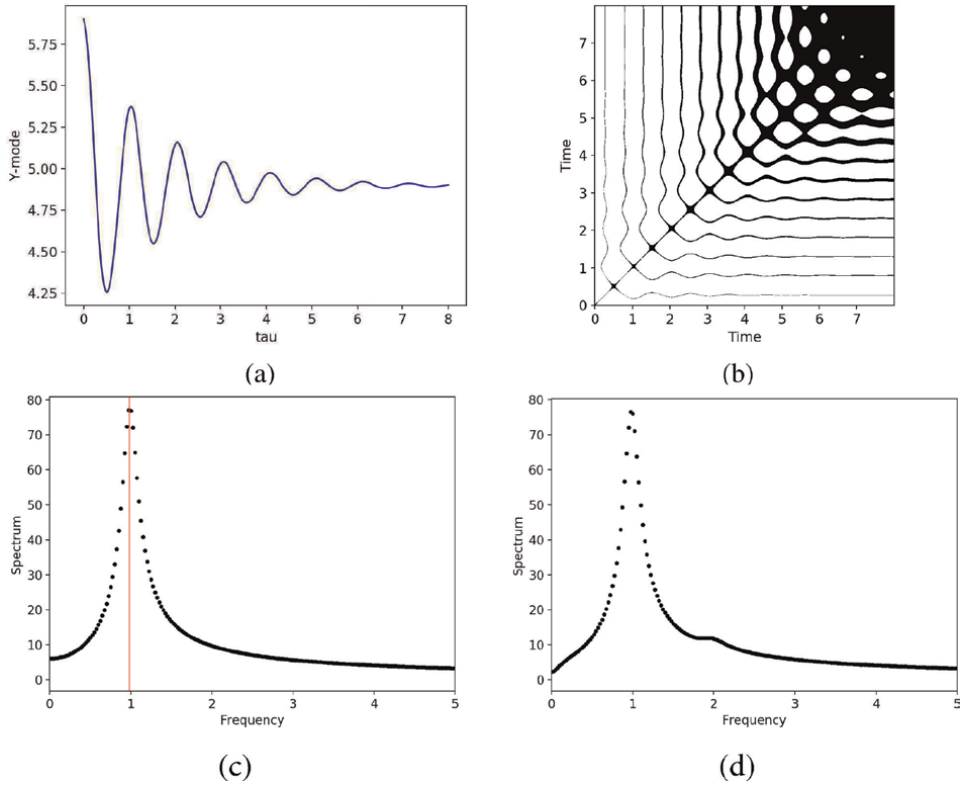 5.75
5.50
5.25
5.00
4.75
4.50
4.25
Y-mode
0 1 2 3 4 5 6 7 8
tau
(a)
7
6
5
4
3
2
1
0
Time
0 1 2 3 4 5 6 7
Time
(b)
80
70
60
50
40
30
20
10
0
Spectrum
0 1 2 3 4 5
Frequency
(c)
80
70
60
50
40
30
20
10
0
Spectrum
0 1 2 3 4 5
Frequency
(d)